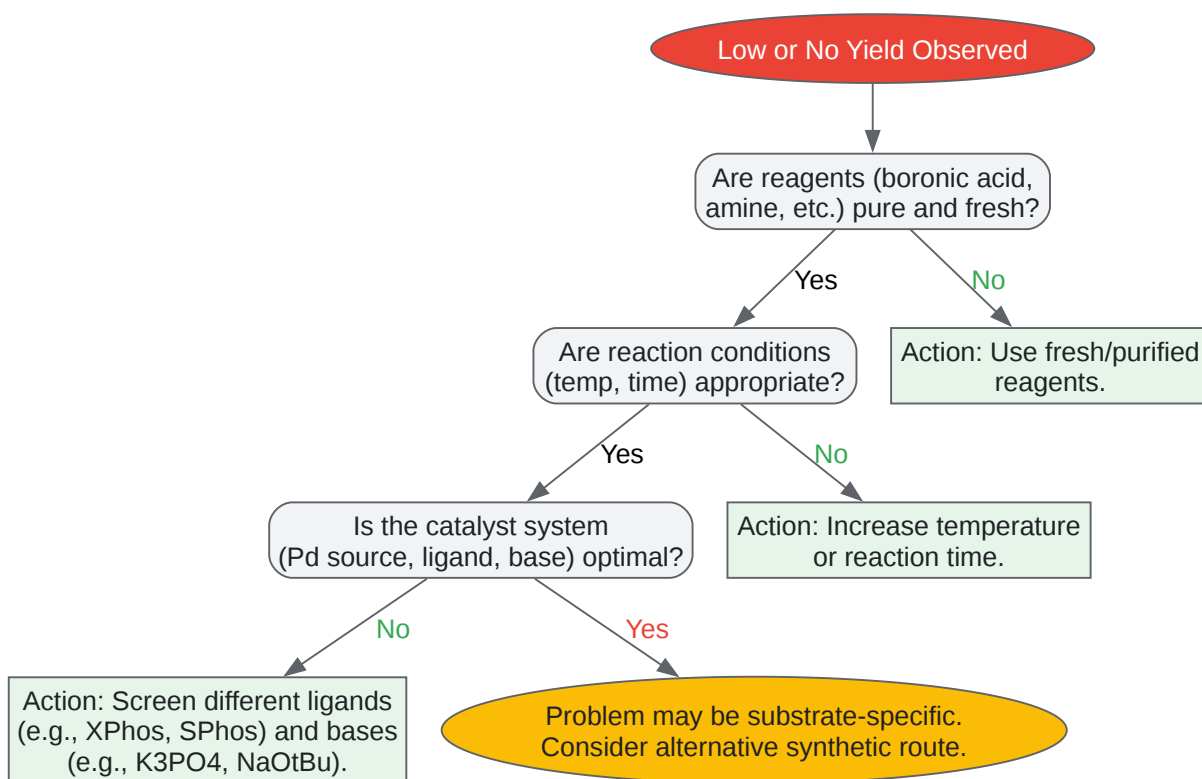 Low or No Yield Observed
Are reagents (boronic acid,
amine, etc.) pure and fresh?
Yes
No
Are reaction conditions
(temp, time) appropriate?
Action: Use fresh/purified
reagents.
Yes
No
Is the catalyst system
(Pd source, ligand, base) optimal?
Action: Increase temperature
or reaction time.
No
Yes
Action: Screen different ligands
(e.g., XPhos, SPhos) and bases
(e.g., K3PO4, NaOtBu).
Problem may be substrate-specific.
Consider alternative synthetic route.